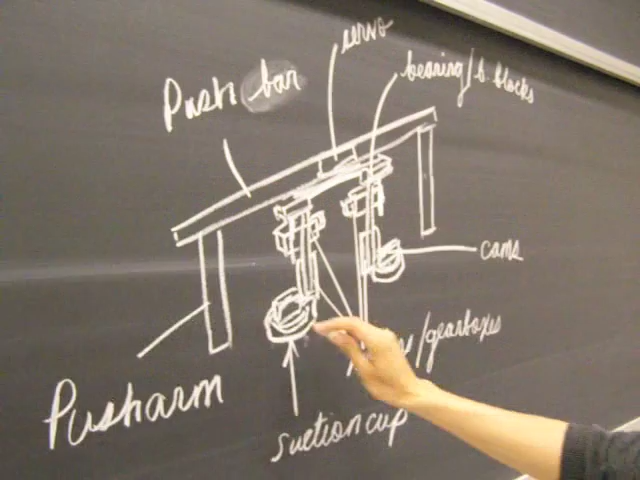 servo
Push bar
bearing/b. blocks
cams
/gearboxes
Pusharm
suction cup